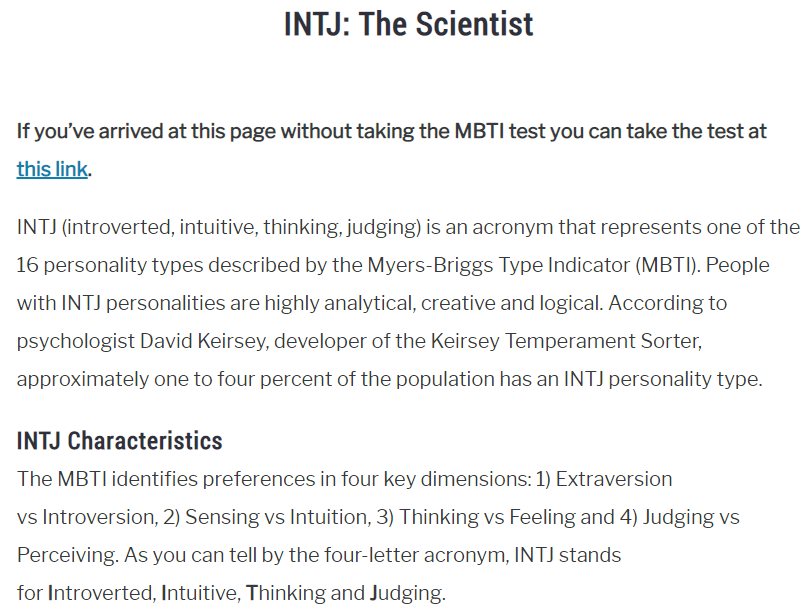 INTJ: The Scientist
If you’ve arrived at this page without taking the MBTI test you can take the test at
this link.
INTJ (introverted, intuitive, thinking, judging) is an acronym that represents one of the
16 personality types described by the Myers-Briggs Type Indicator (MBTI). People
with INTJ personalities are highly analytical, creative and logical. According to
psychologist David Keirsey, developer of the Keirsey Temperament Sorter,
approximately one to four percent of the population has an INTJ personality type.
INTJ Characteristics
The MBTI identifies preferences in four key dimensions: 1) Extraversion
vs Introversion, 2) Sensing vs Intuition, 3) Thinking vs Feeling and 4) Judging vs
Perceiving. As you can tell by the four-letter acronym, INTJ stands
for Introverted, Intuitive, Thinking and Judging.